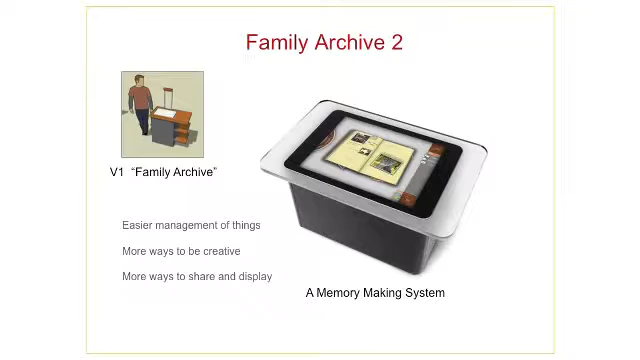 Family Archive 2
V1 “Family Archive”
Easier management of things
More ways to be creative
More ways to share and display
A Memory Making System